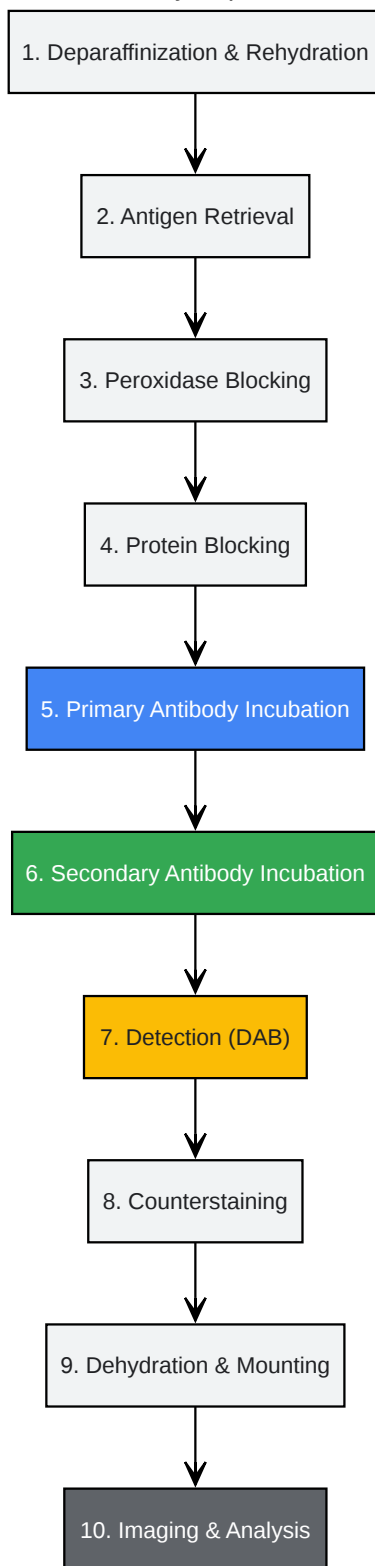 1. Deparaffinization & Rehydration
2. Antigen Retrieval
3. Peroxidase Blocking
4. Protein Blocking
5. Primary Antibody Incubation
6. Secondary Antibody Incubation
7. Detection (DAB)
8. Counterstaining
9. Dehydration & Mounting
10. Imaging & Analysis